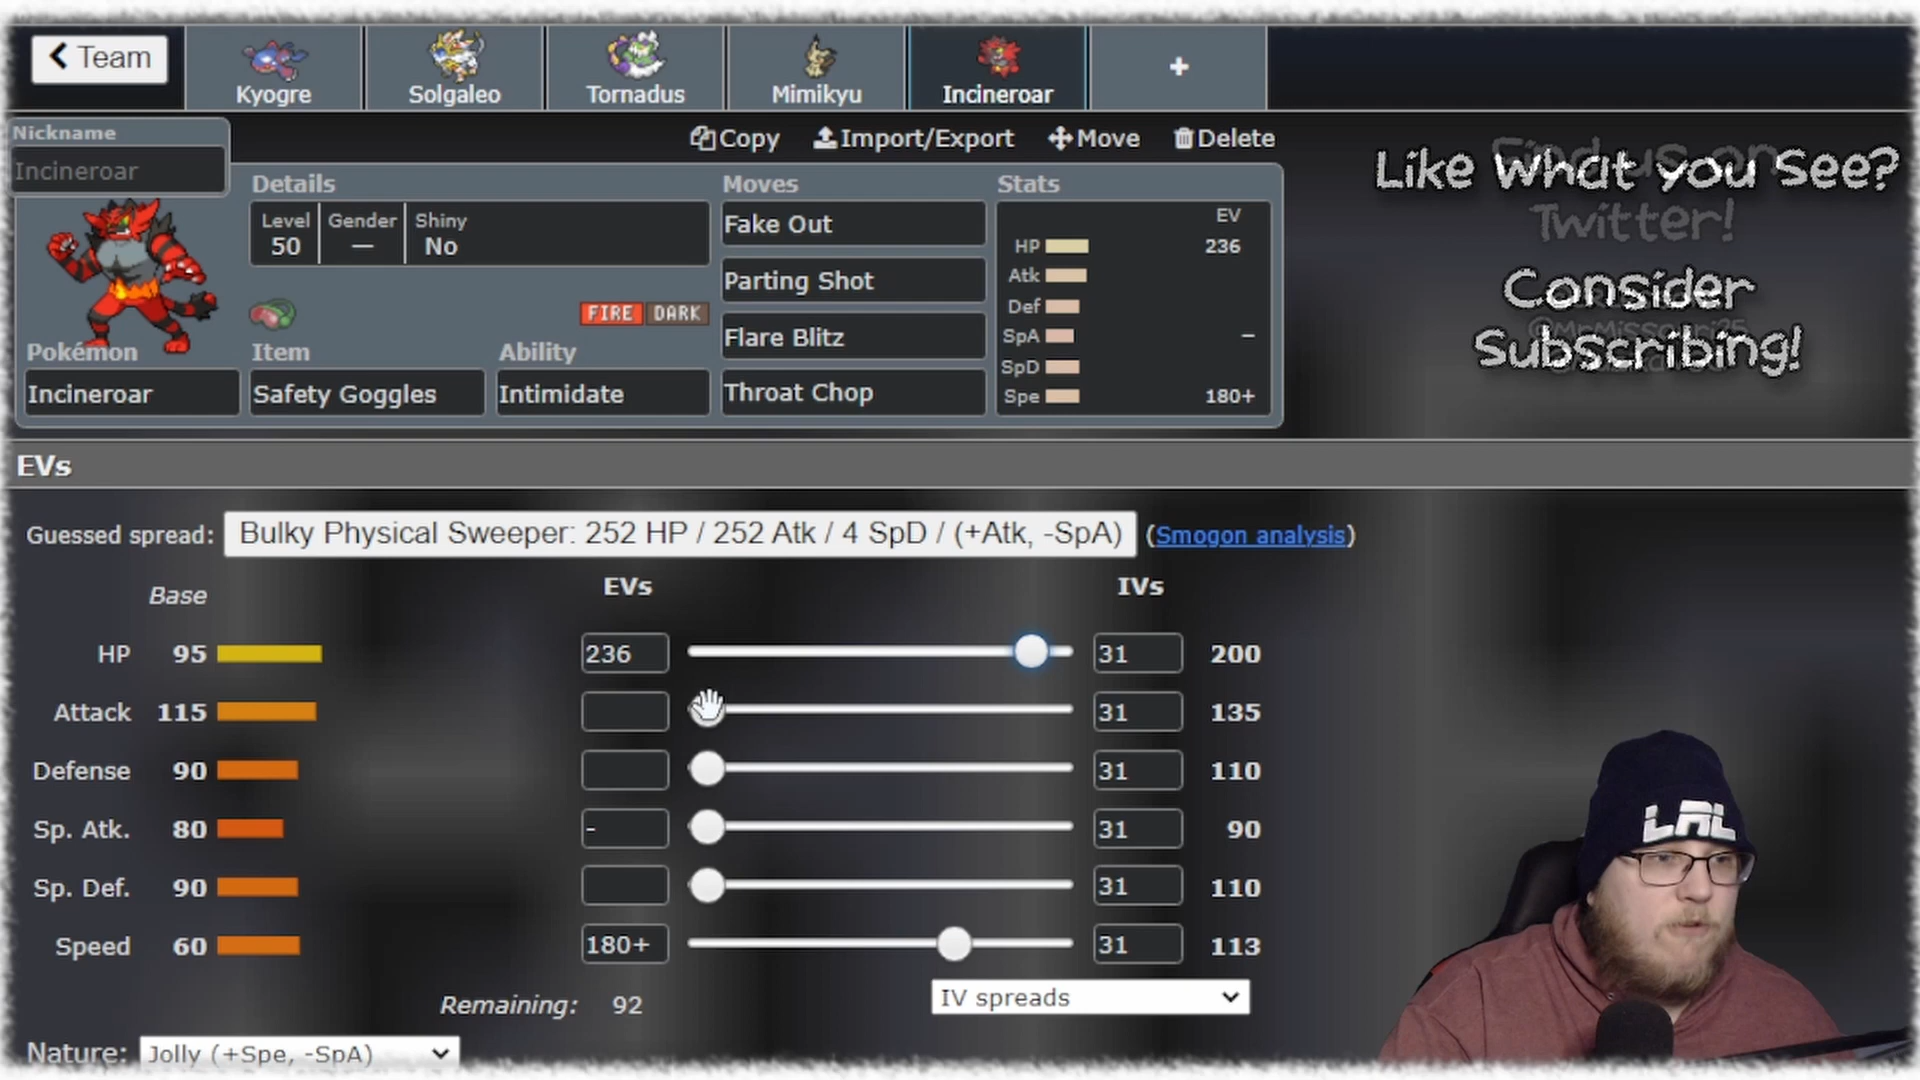 Team
Kyogre
Solgaleo
Tornadus
Mimikyu
Incineroar
+
Copy
Import/Export
Move
Delete
Nickname
Incineroar
Details
Level
50
Gender
—
Shiny
No
FIRE DARK
Pokémon
Incineroar
Item
Safety Goggles
Ability
Intimidate
Moves
Fake Out
Parting Shot
Flare Blitz
Throat Chop
Stats
EV
HP 236
Atk
Def
SpA –
SpD
Spe 180+
Find us on
Twitter!
Like What you See?
Consider
Subscribing!
EVs
Guessed spread: Bulky Physical Sweeper: 252 HP / 252 Atk / 4 SpD / (+Atk, -SpA) (Smogon analysis)
Base EVs IVs
HP 95 236 31 200
Attack 115 31 135
Defense 90 31 110
Sp. Atk. 80 - 31 90
Sp. Def. 90 31 110
Speed 60 180+ 31 113
Remaining: 92
IV spreads
Nature: Jolly (+Spe, -SpA)
LAL